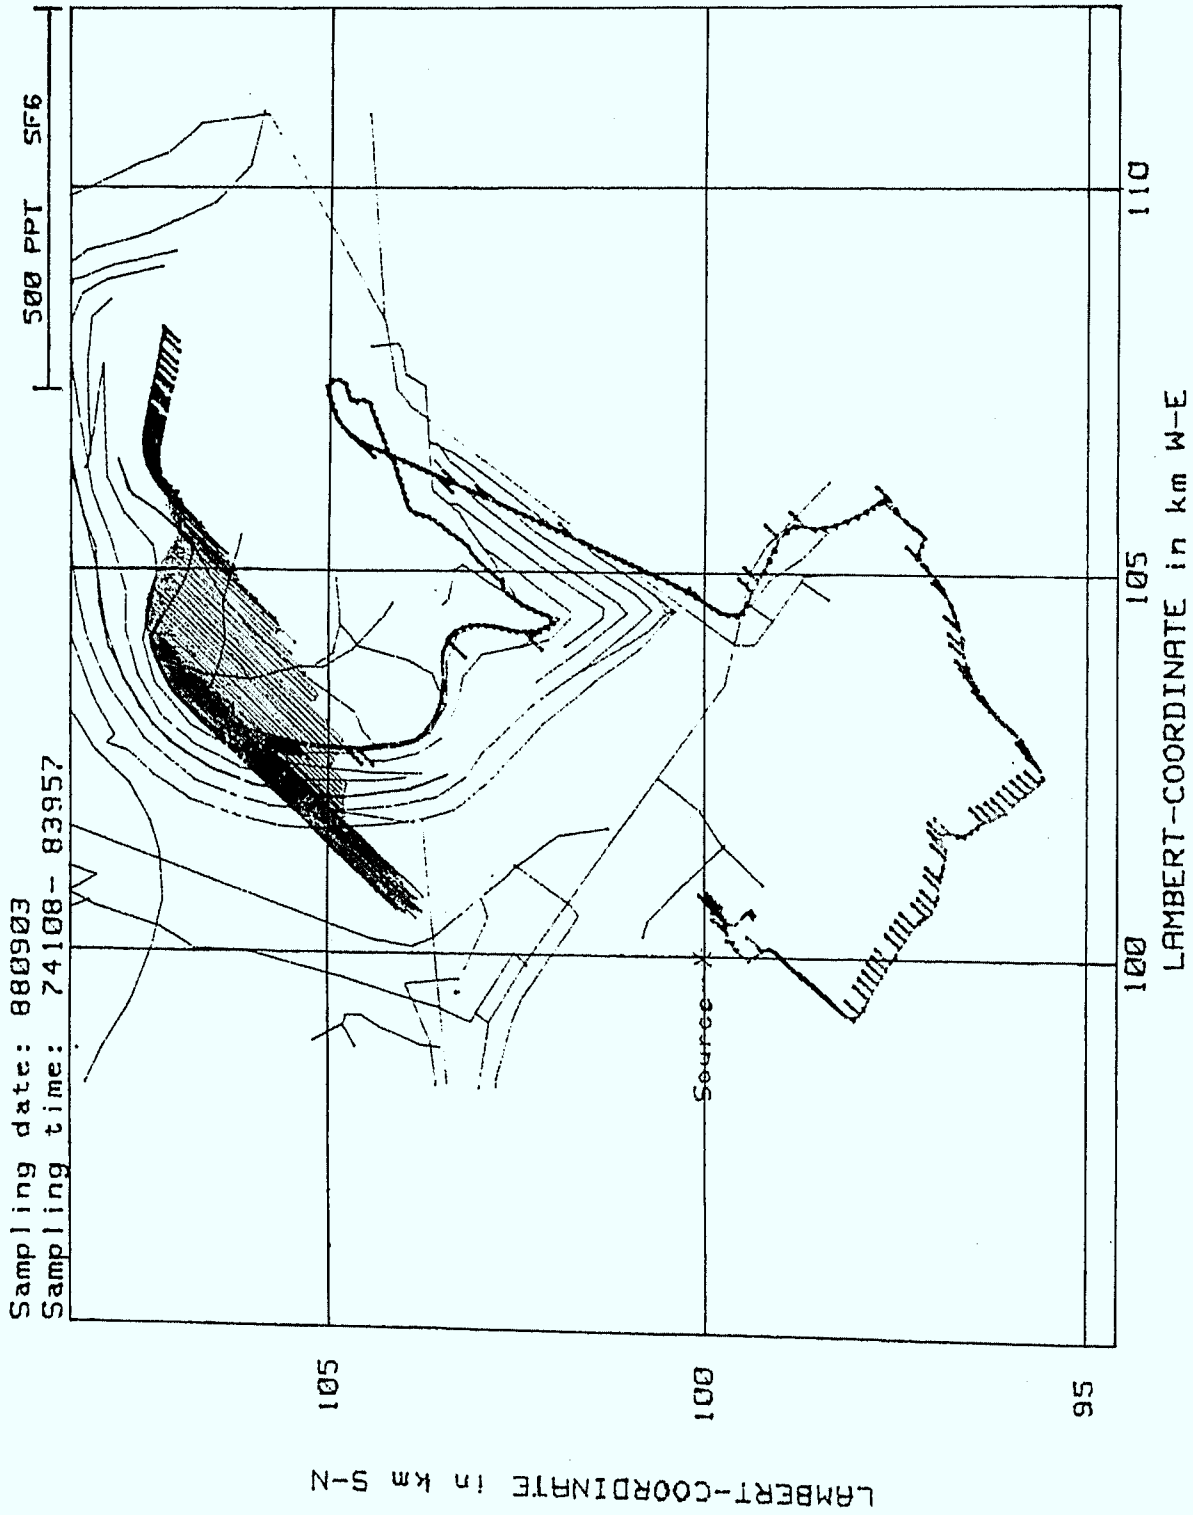 Sampling date: 880903
Sampling time: 74108- 83957
500 PPT SF6
105
100
95
LAMBERT-COORDINATE in km S-N
Source
100
105
110
LAMBERT-COORDINATE in km W-E